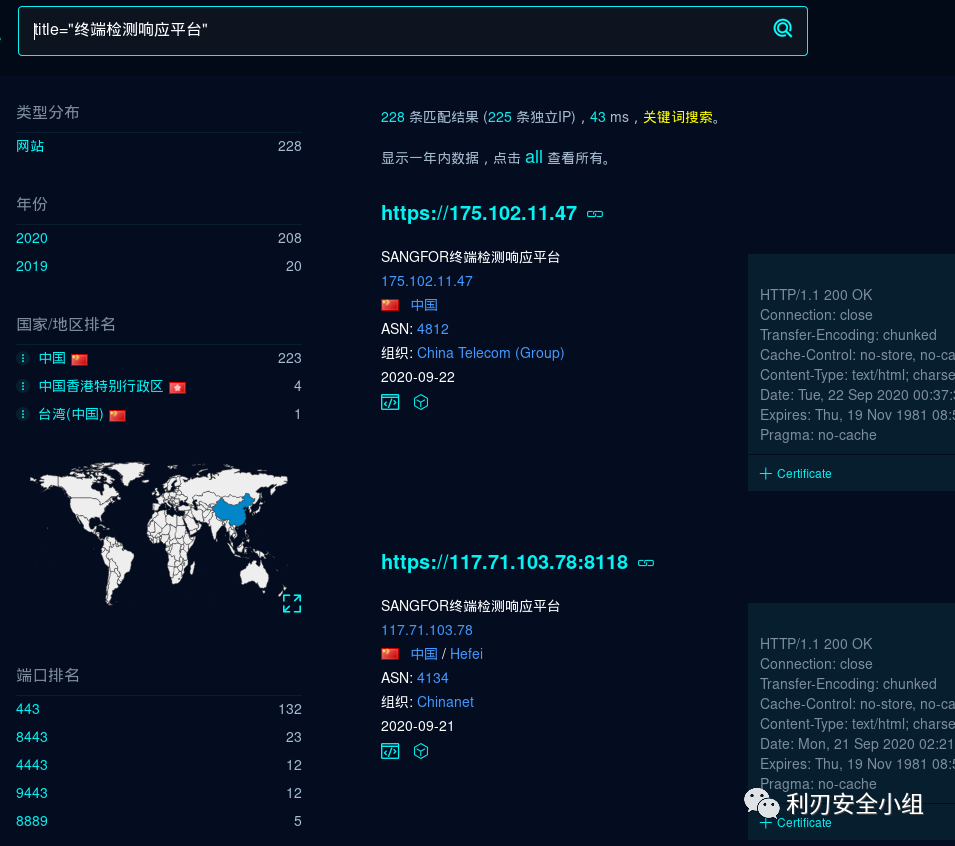 title="终端检测响应平台"
类型分布
网站 228
年份
2020 208
2019 20
国家/地区排名
中国 223
中国香港特别行政区 4
台湾(中国) 1
端口排名
443 132
8443 23
4443 12
9443 12
8889 5
228 条匹配结果 (225 条独立IP)，43 ms，关键词搜索。
显示一年内数据，点击 all 查看所有。
https://175.102.11.47
SANGFOR终端检测响应平台
175.102.11.47
中国
ASN: 4812
组织: China Telecom (Group)
2020-09-22
HTTP/1.1 200 OK
Connection: close
Transfer-Encoding: chunked
Cache-Control: no-store, no-ca
Content-Type: text/html; charse
Date: Tue, 22 Sep 2020 00:37:
Expires: Thu, 19 Nov 1981 08:5
Pragma: no-cache
Certificate
https://117.71.103.78:8118
SANGFOR终端检测响应平台
117.71.103.78
中国 / Hefei
ASN: 4134
组织: Chinanet
2020-09-21
HTTP/1.1 200 OK
Connection: close
Transfer-Encoding: chunked
Cache-Control: no-store, no-ca
Content-Type: text/html; charse
Date: Mon, 21 Sep 2020 02:21
Expires: Thu, 19 Nov 1981 08:5
Pragma: no-cache
Certificate
利刃安全小组